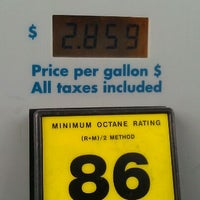 $ 2.859
Price per gallon $
All taxes included
MINIMUM OCTANE RATING
(R+M)/2 METHOD
86